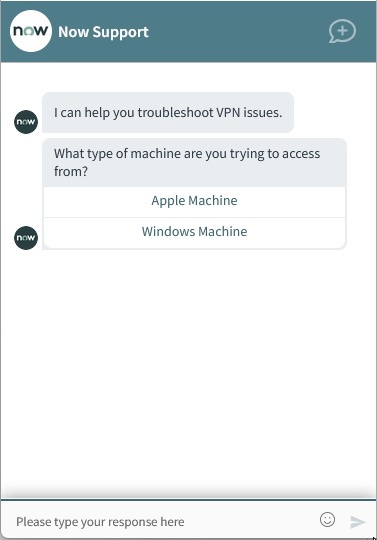 now
Now Support
I can help you troubleshoot VPN issues.
now
What type of machine are you trying to access
from?
Apple Machine
Windows Machine
now
Please type your response here